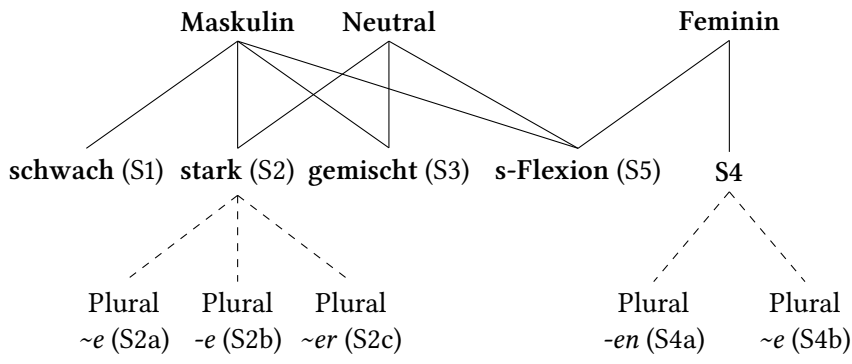 Maskulin Neutral Feminin
schwach (S1) stark (S2) gemischt (S3) s-Flexion (S5) S4
Plural Plural Plural Plural Plural
~e (S2a) -e (S2b) ~er (S2c) -en (S4a) ~e (S4b)